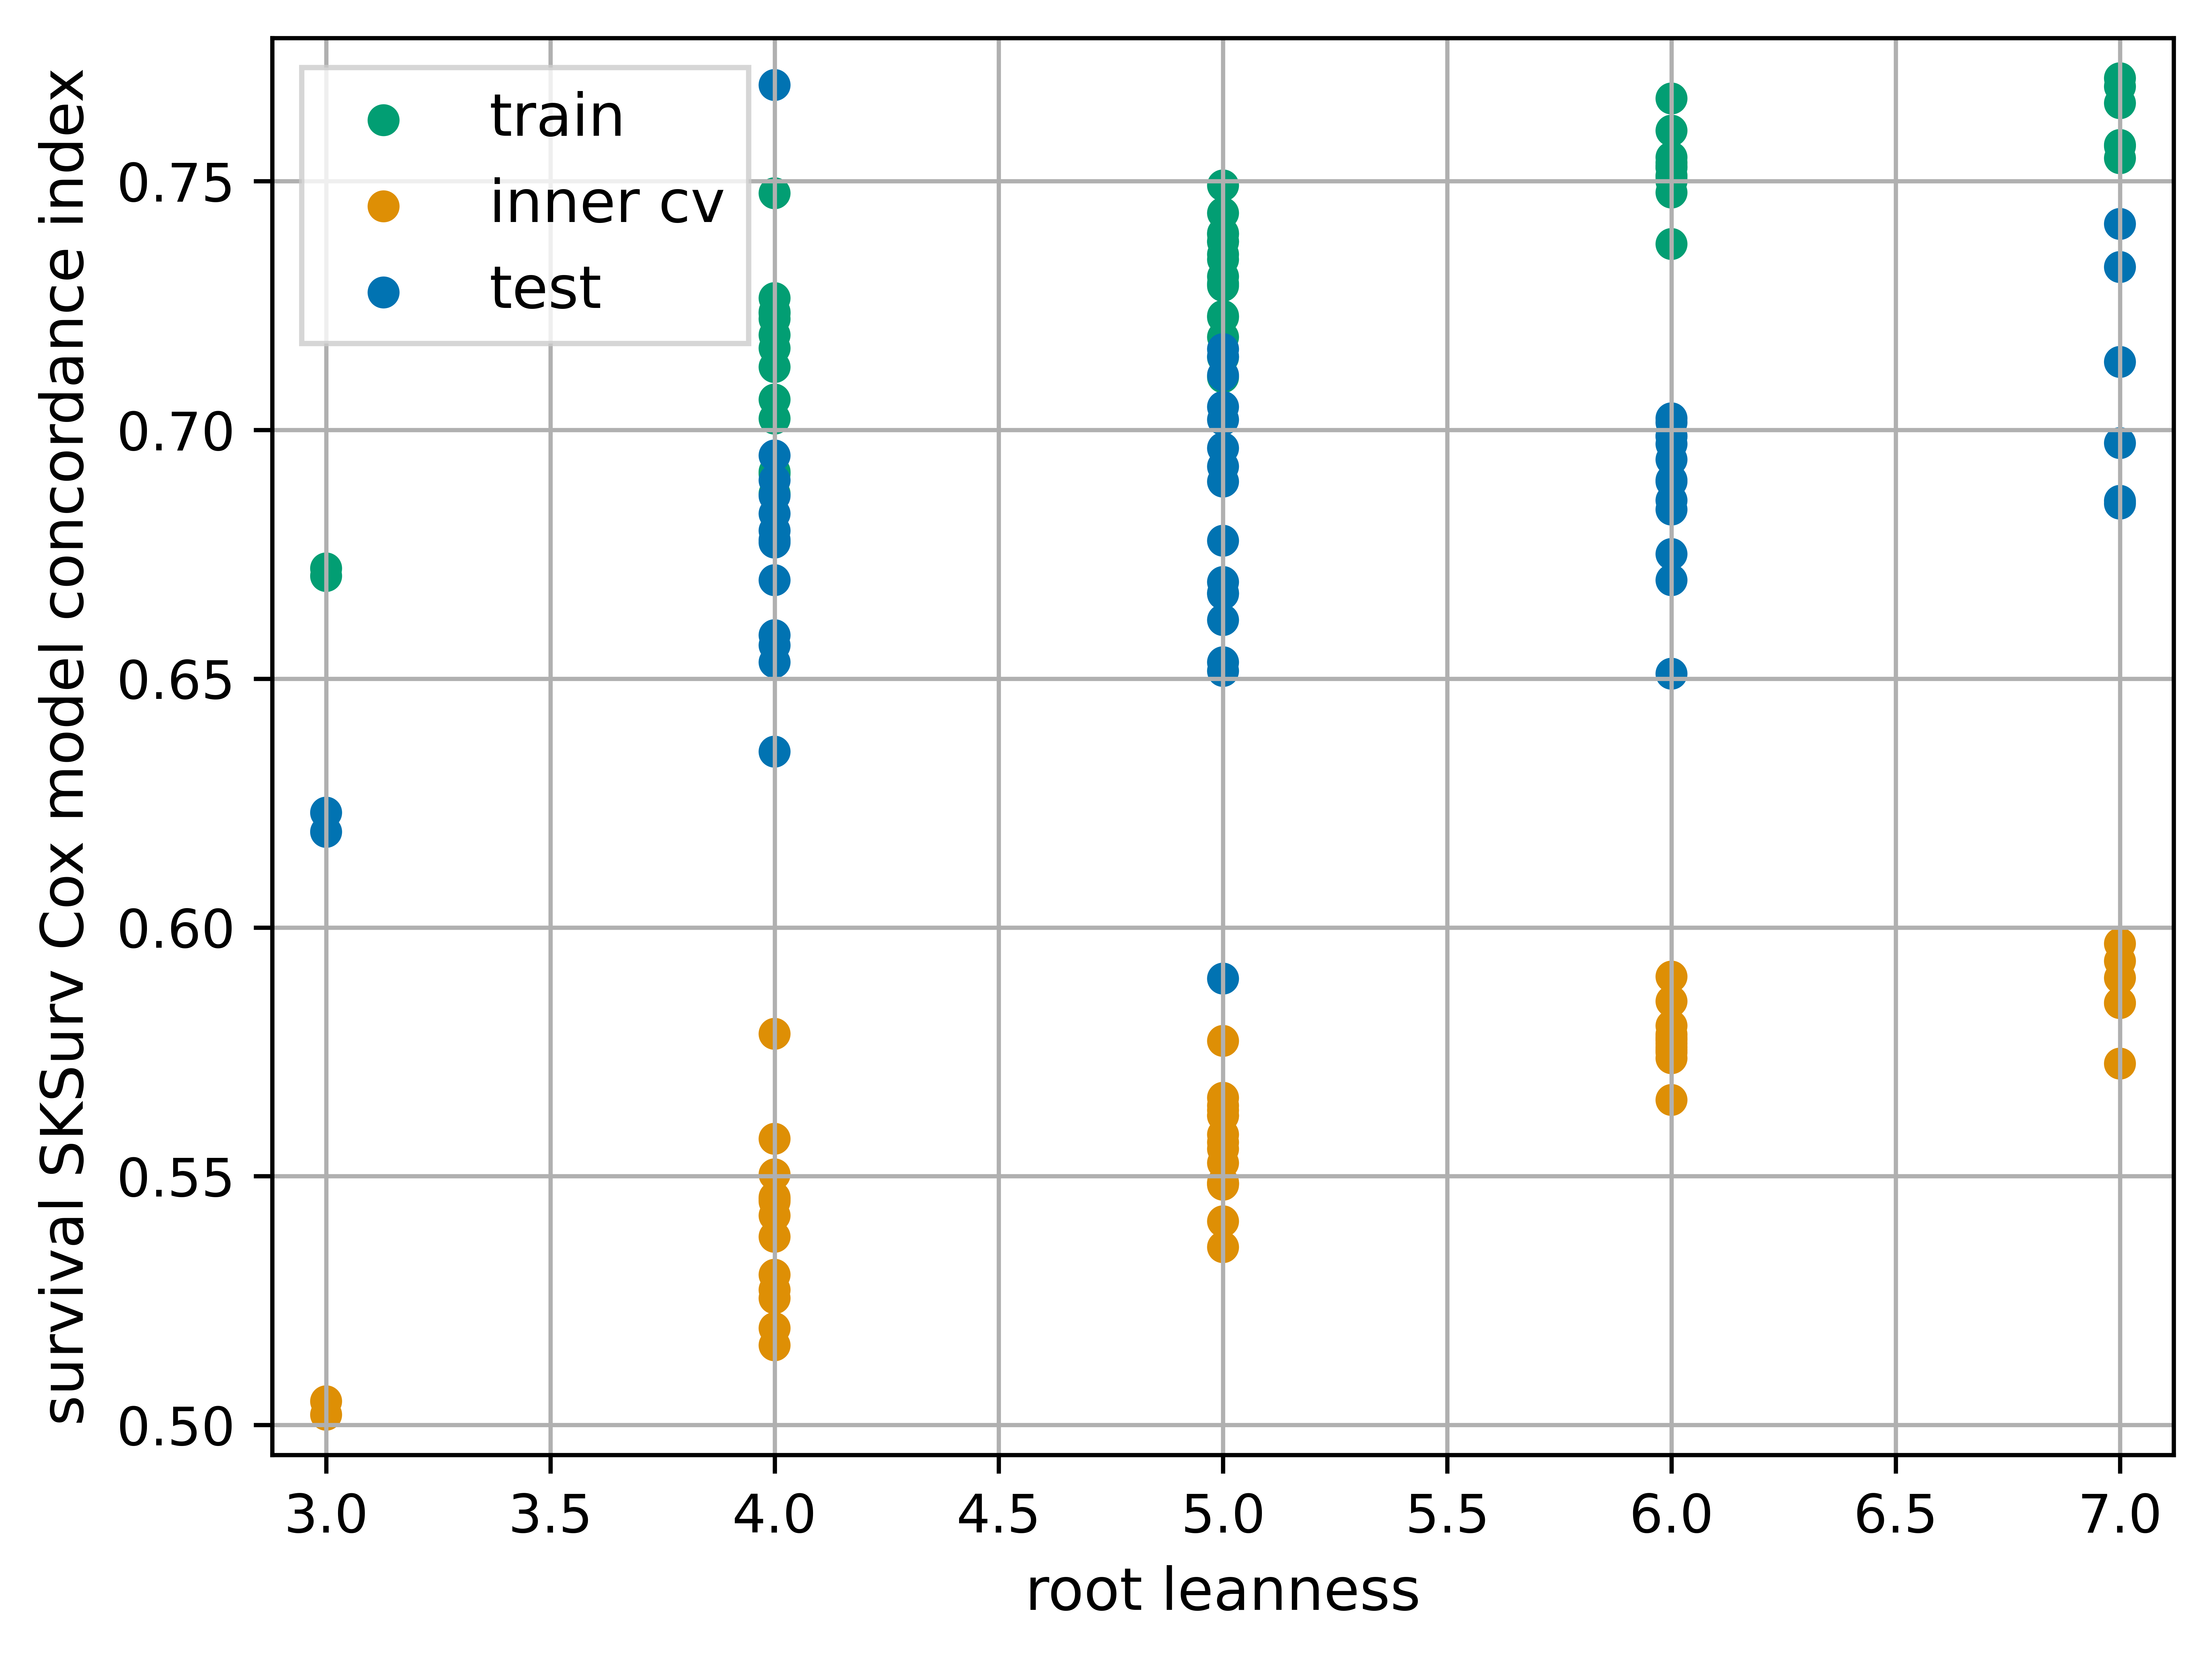 train
inner cv
test
survival SKSurv Cox model concordance index
0.75
0.70
0.65
0.60
0.55
0.50
3.0 3.5 4.0 4.5 5.0 5.5 6.0 6.5 7.0
root leanness